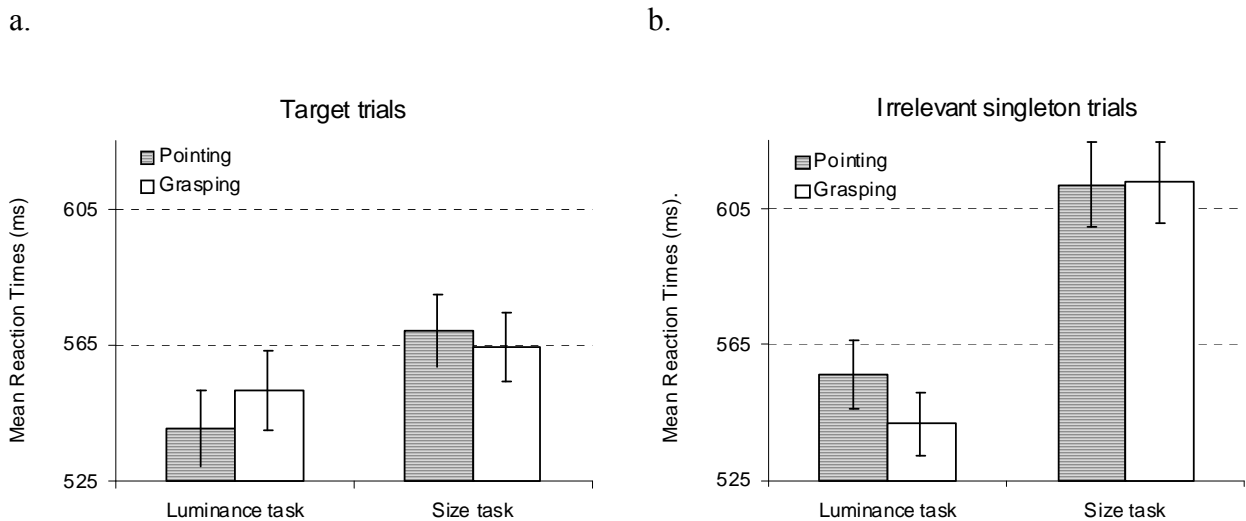 a.
Target trials
Pointing
Grasping
Mean Reaction Times (ms)
605
565
525
Luminance task
Size task
b.
Irrelevant singleton trials
Pointing
Grasping
Mean Reaction Times (ms).
605
565
525
Luminance task
Size task